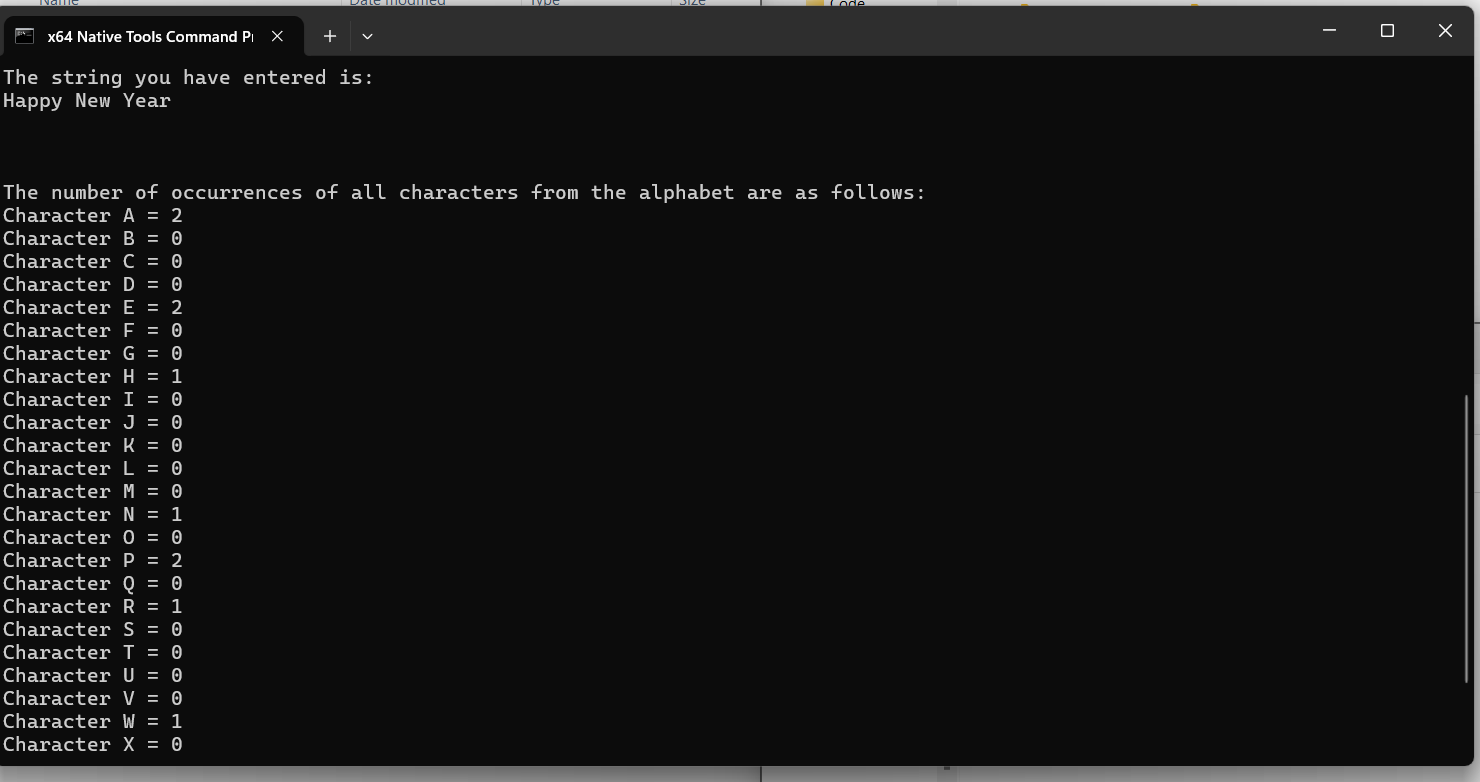 Name Date modified Type Size Code
x64 Native Tools Command Pr
The string you have entered is:
Happy New Year
The number of occurrences of all characters from the alphabet are as follows:
Character A = 2
Character B = 0
Character C = 0
Character D = 0
Character E = 2
Character F = 0
Character G = 0
Character H = 1
Character I = 0
Character J = 0
Character K = 0
Character L = 0
Character M = 0
Character N = 1
Character O = 0
Character P = 2
Character Q = 0
Character R = 1
Character S = 0
Character T = 0
Character U = 0
Character V = 0
Character W = 1
Character X = 0